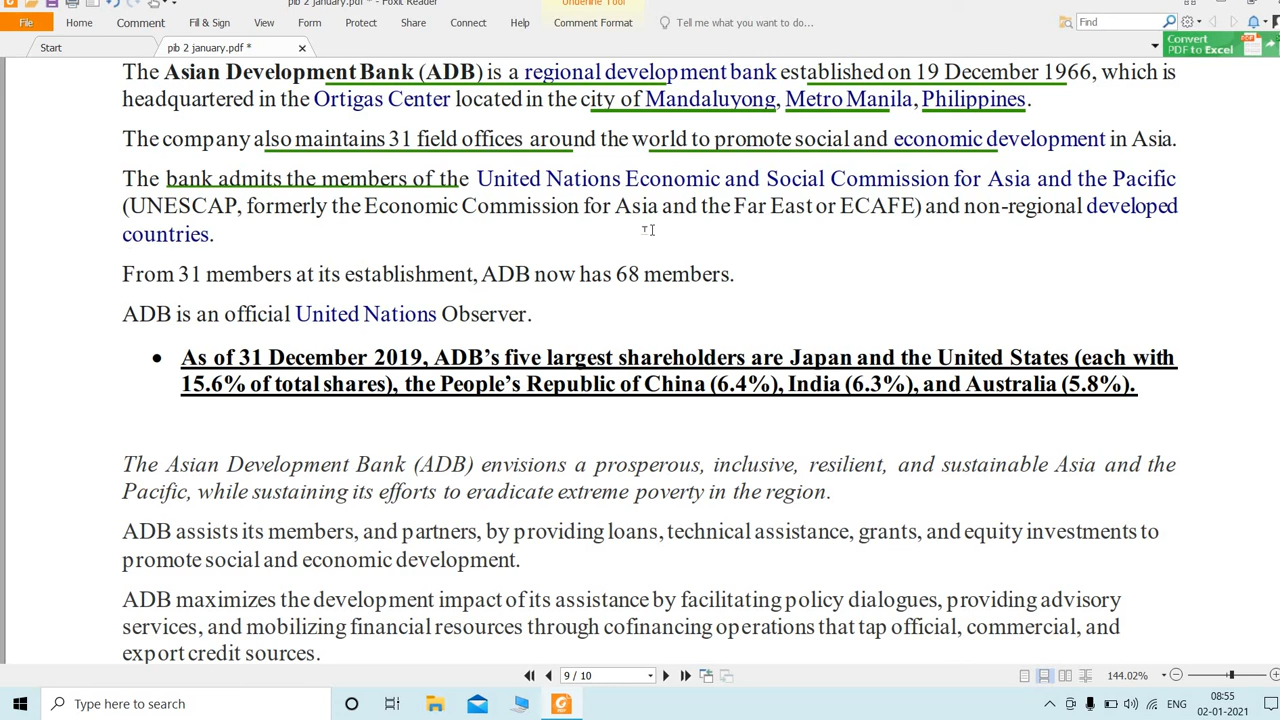 pib 2 january.pdf * - Foxit Reader
Underline Tool
File Home Comment Fill & Sign View Form Protect Share Connect Help Comment Format Tell me what you want to do... Find
Start pib 2 january.pdf *
Convert
PDF to Excel
The Asian Development Bank (ADB) is a regional development bank established on 19 December 1966, which is
headquartered in the Ortigas Center located in the city of Mandaluyong, Metro Manila, Philippines.
The company also maintains 31 field offices around the world to promote social and economic development in Asia.
The bank admits the members of the United Nations Economic and Social Commission for Asia and the Pacific
(UNESCAP, formerly the Economic Commission for Asia and the Far East or ECAFE) and non-regional developed
countries.
From 31 members at its establishment, ADB now has 68 members.
ADB is an official United Nations Observer.
• As of 31 December 2019, ADB's five largest shareholders are Japan and the United States (each with
15.6% of total shares), the People's Republic of China (6.4%), India (6.3%), and Australia (5.8%).
The Asian Development Bank (ADB) envisions a prosperous, inclusive, resilient, and sustainable Asia and the
Pacific, while sustaining its efforts to eradicate extreme poverty in the region.
ADB assists its members, and partners, by providing loans, technical assistance, grants, and equity investments to
promote social and economic development.
ADB maximizes the development impact of its assistance by facilitating policy dialogues, providing advisory
services, and mobilizing financial resources through cofinancing operations that tap official, commercial, and
export credit sources.
9 / 10 144.02%
Type here to search ENG 08:55
02-01-2021